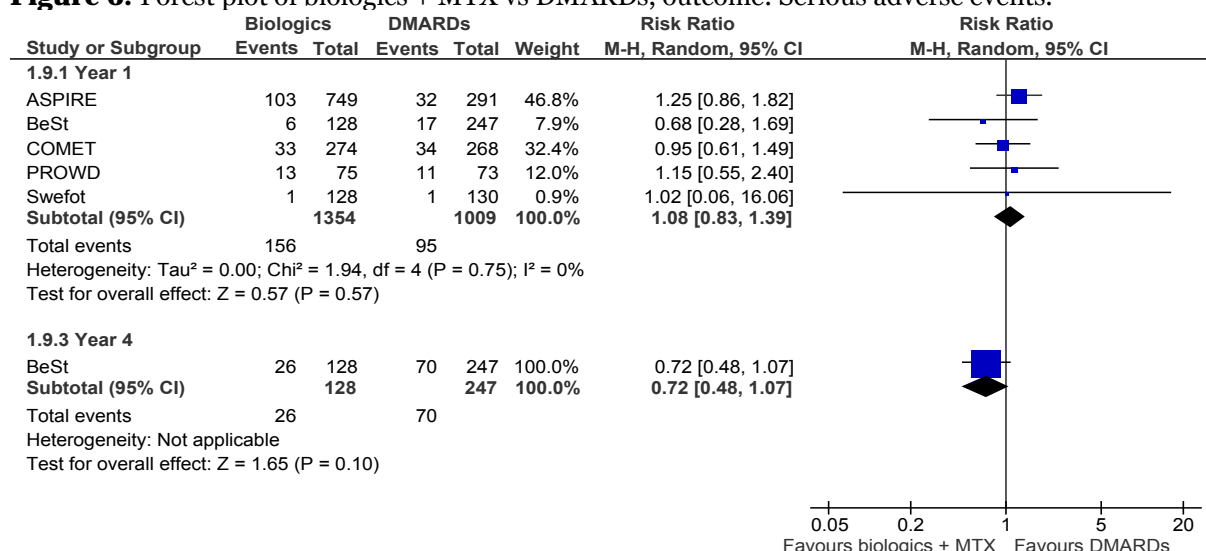 Figure 6. Forest plot of biologics + MTX vs DMARDs, outcome: Serious adverse events.
Biologics DMARDs Risk Ratio Risk Ratio
Study or Subgroup Events Total Events Total Weight M-H, Random, 95% CI M-H, Random, 95% CI
1.9.1 Year 1
ASPIRE 103 749 32 291 46.8% 1.25 [0.86, 1.82]
BeSt 6 128 17 247 7.9% 0.68 [0.28, 1.69]
COMET 33 274 34 268 32.4% 0.95 [0.61, 1.49]
PROWD 13 75 11 73 12.0% 1.15 [0.55, 2.40]
Swefot 1 128 1 130 0.9% 1.02 [0.06, 16.06]
Subtotal (95% CI) 1354 1009 100.0% 1.08 [0.83, 1.39]
Total events 156 95
Heterogeneity: Tau² = 0.00; Chi² = 1.94, df = 4 (P = 0.75); I² = 0%
Test for overall effect: Z = 0.57 (P = 0.57)
1.9.3 Year 4
BeSt 26 128 70 247 100.0% 0.72 [0.48, 1.07]
Subtotal (95% CI) 128 247 100.0% 0.72 [0.48, 1.07]
Total events 26 70
Heterogeneity: Not applicable
Test for overall effect: Z = 1.65 (P = 0.10)
0.05 0.2 1 5 20
Favours biologics + MTX Favours DMARDs